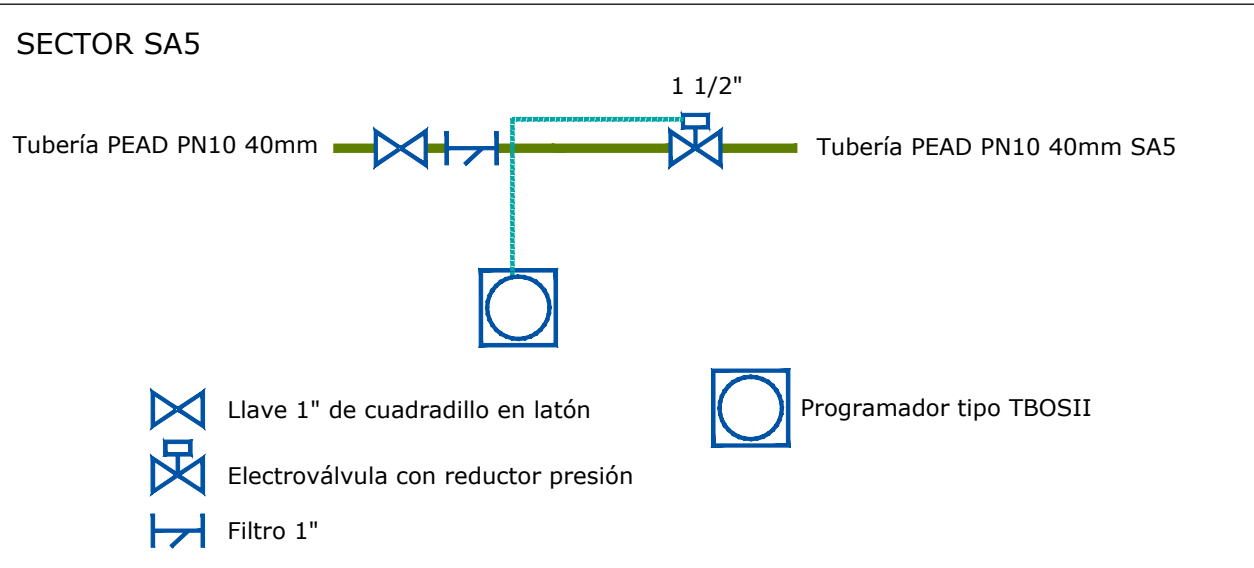 SECTOR SA5
1 1/2"
Tubería PEAD PN10 40mm
Tubería PEAD PN10 40mm SA5
Llave 1" de cuadradillo en latón
Programador tipo TBOSII
Electroválvula con reductor presión
Filtro 1"